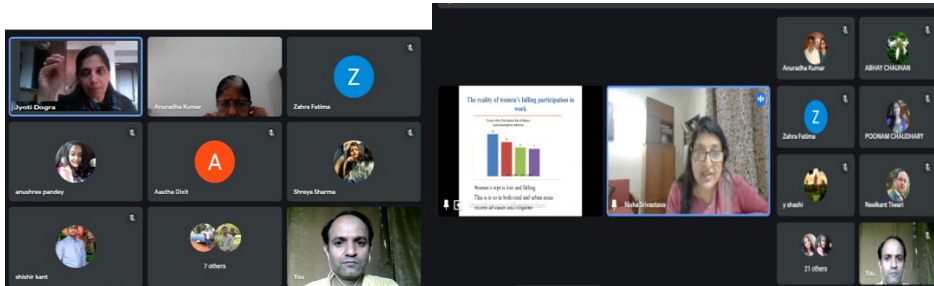 Jyoti Dogra
Anuradha Kumar
Z
Zahra Fatima
anushree pandey
A
Aastha Dixit
Shreya Sharma
shishir kant
7 others
You
The reality of women's falling participation in
work
Women's wpr is low and falling
This is so in both rural and urban areas
Nisha Srivastava
Anuradha Kumar
ABHAY CHAUHAN
Z
Zahra Fatima
POONAM CHAUDHARY
y shashi
Neelkant Tiwari
21 others
You